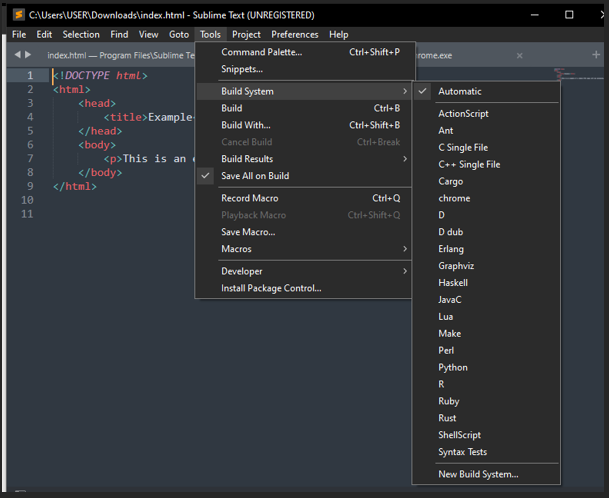 C:\Users\USER\Downloads\index.html - Sublime Text (UNREGISTERED)
File Edit Selection Find View Goto Tools Project Preferences Help
index.html — Program Files\Sublime Te
rome.exe
1 <!DOCTYPE html>
2 <html>
3 <head>
4 <title>Example
5 </head>
6 <body>
7 <p>This is an
8 </body>
9 </html>
10
11
Command Palette... Ctrl+Shift+P
Snippets...
Build System
Build Ctrl+B
Build With... Ctrl+Shift+B
Cancel Build Ctrl+Break
Build Results
Save All on Build
Record Macro Ctrl+Q
Playback Macro Ctrl+Shift+Q
Save Macro...
Macros
Developer
Install Package Control...
Automatic
ActionScript
Ant
C Single File
C++ Single File
Cargo
chrome
D
D dub
Erlang
Graphviz
Haskell
JavaC
Lua
Make
Perl
Python
R
Ruby
Rust
ShellScript
Syntax Tests
New Build System...